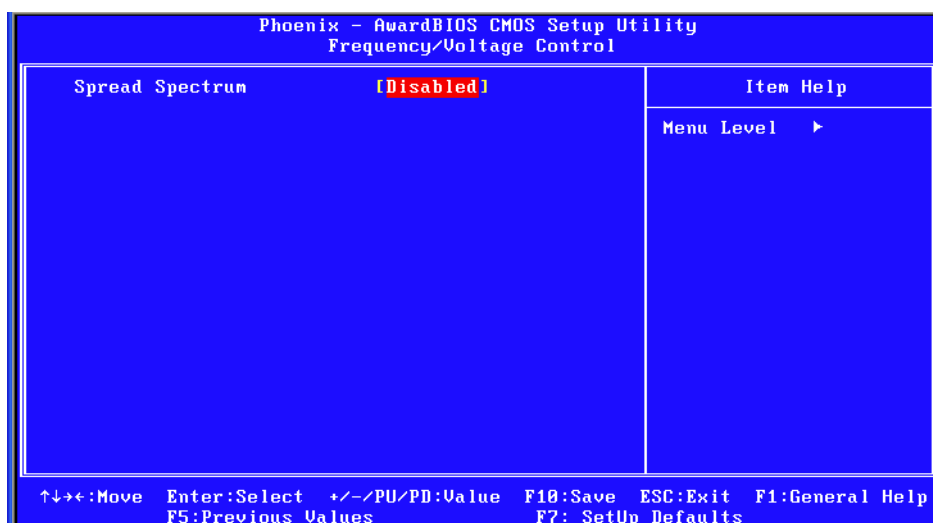 Phoenix - AwardBIOS CMOS Setup Utility
Frequency/Voltage Control
Spread Spectrum [Disabled]
Item Help
Menu Level ►
↑↓→←:Move Enter:Select +/-/PU/PD:Value F10:Save ESC:Exit F1:General Help
F5:Previous Values F7: SetUp Defaults